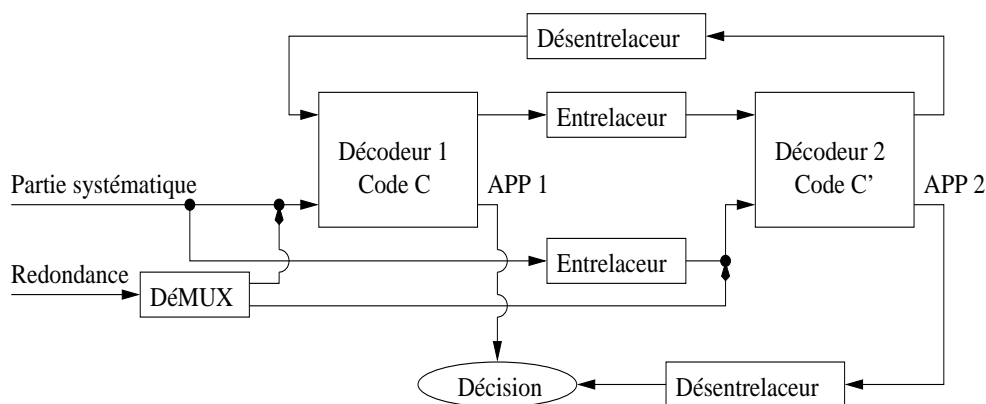 Désentrelaceur
Entrelaceur
Décodeur 1
Code C
Décodeur 2
Code C’
Partie systématique
APP 1
APP 2
Redondance
DéMUX
Entrelaceur
Décision
Désentrelaceur